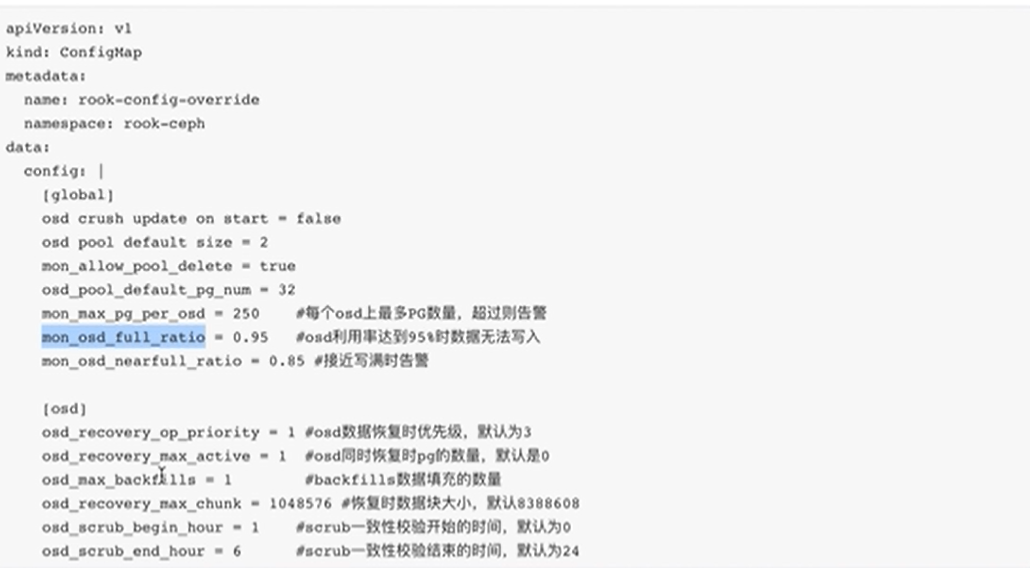 apiVersion: v1
kind: ConfigMap
metadata:
  name: rook-config-override
  namespace: rook-ceph
data:
  config: |
    [global]
    osd crush update on start = false
    osd pool default size = 2
    mon_allow_pool_delete = true
    osd_pool_default_pg_num = 32
    mon_max_pg_per_osd = 250    #每个osd上最多PG数量，超过则告警
    mon_osd_full_ratio = 0.95   #osd利用率达到95%时数据无法写入
    mon_osd_nearfull_ratio = 0.85 #接近写满时告警

    [osd]
    osd_recovery_op_priority = 1 #osd数据恢复时优先级，默认为3
    osd_recovery_max_active = 1  #osd同时恢复时pg的数量，默认是0
    osd_max_backfills = 1        #backfills数据填充的数量
    osd_recovery_max_chunk = 1048576 #恢复时数据块大小，默认8388608
    osd_scrub_begin_hour = 1    #scrub一致性校验开始的时间，默认为0
    osd_scrub_end_hour = 6      #scrub一致性校验结束的时间，默认为24